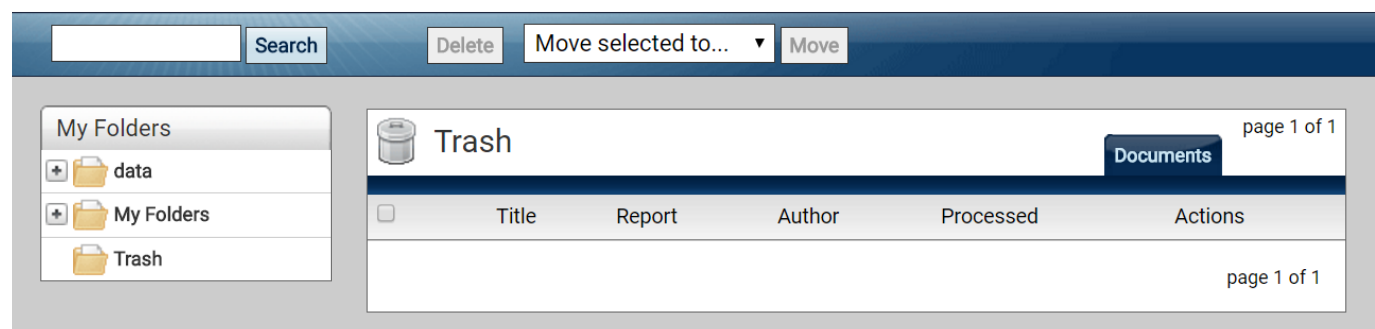 Search Delete Move selected to... Move
My Folders
data
My Folders
Trash
Trash
page 1 of 1
Documents
Title Report Author Processed Actions
page 1 of 1